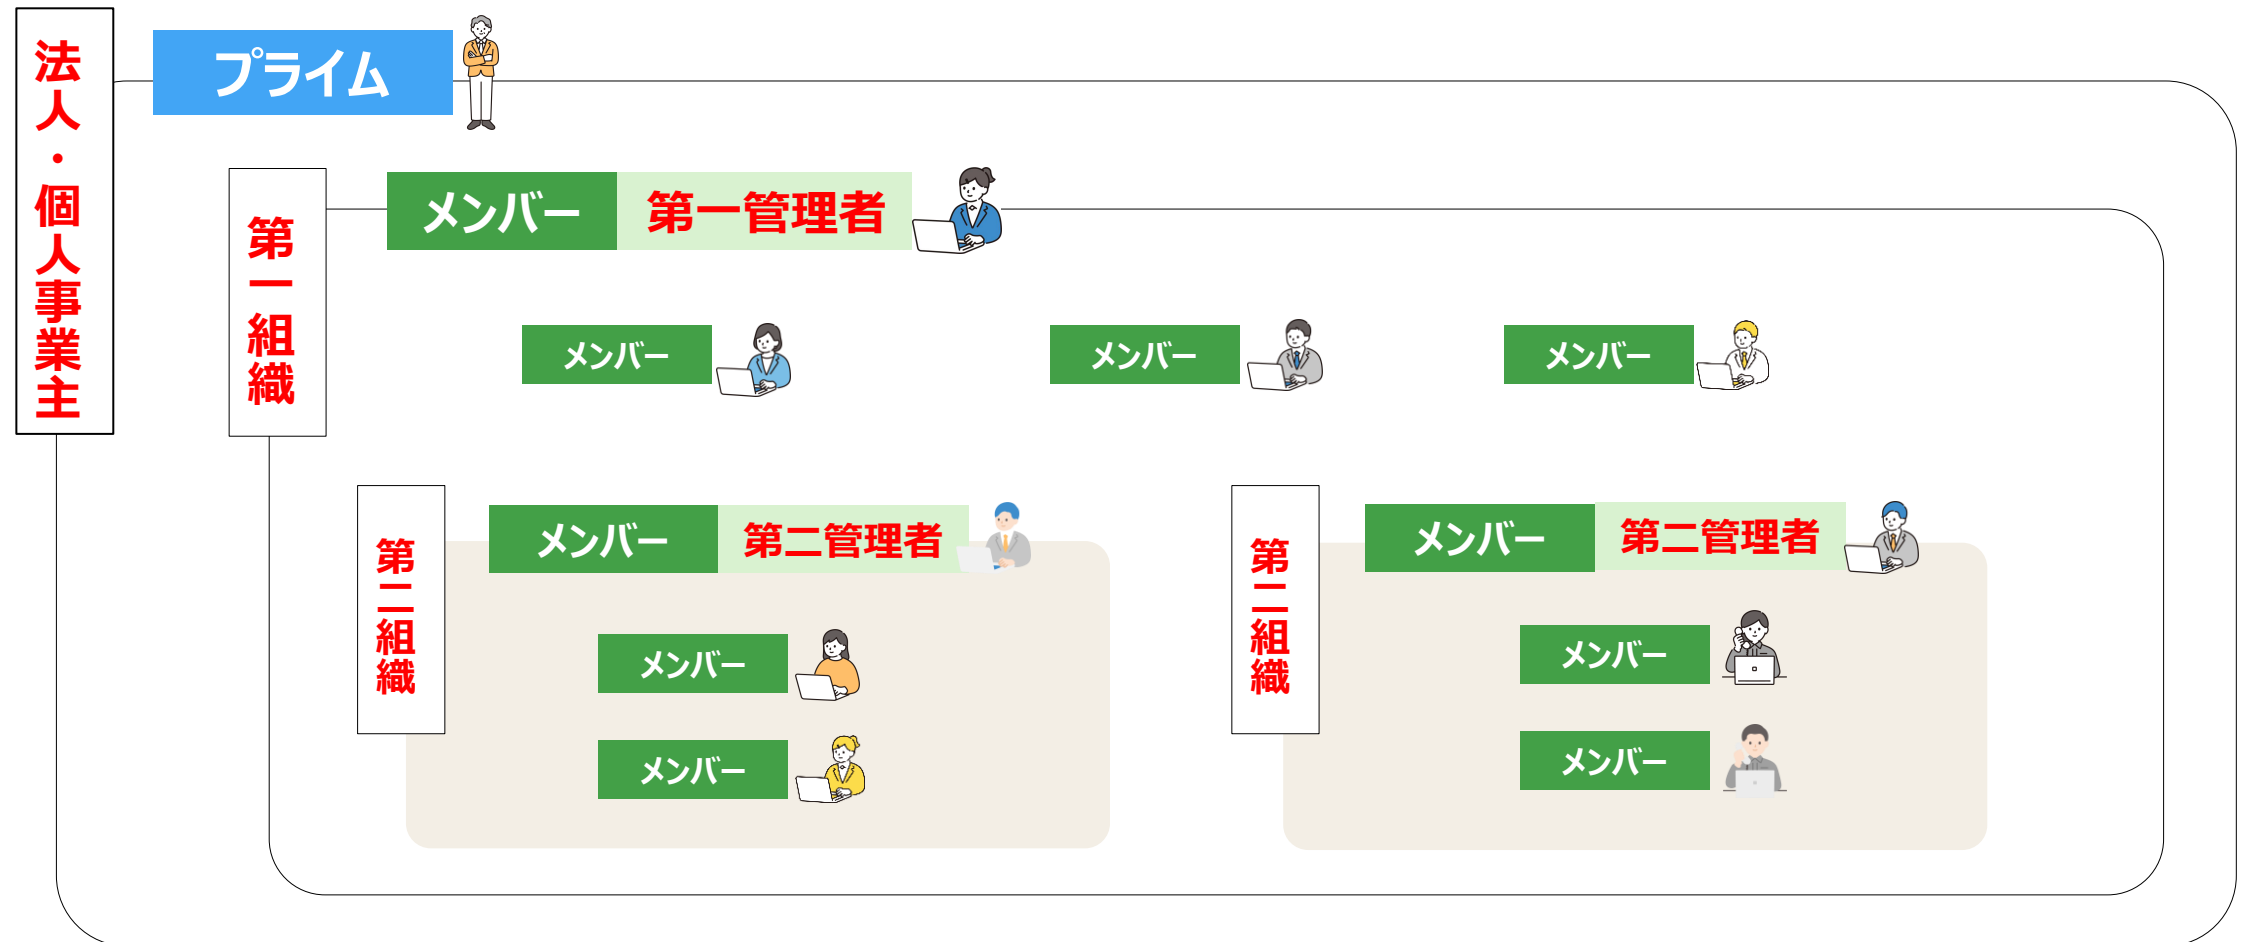 法人・個人事業主
プライム
第一組織
メンバー 第一管理者
メンバー
メンバー
メンバー
第二組織
メンバー 第二管理者
メンバー
メンバー
第二組織
メンバー 第二管理者
メンバー
メンバー